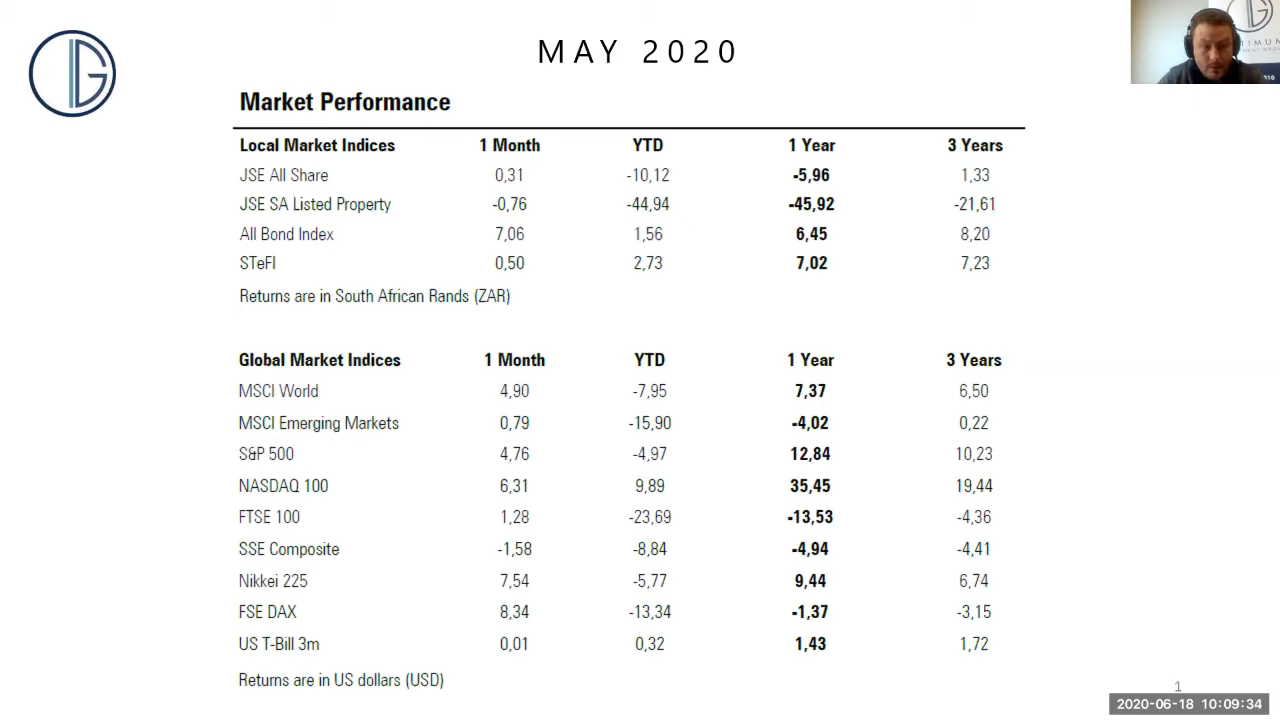 MAY 2020
Market Performance
Local Market Indices 1 Month YTD 1 Year 3 Years
JSE All Share 0,31 -10,12 -5,96 1,33
JSE SA Listed Property -0,76 -44,94 -45,92 -21,61
All Bond Index 7,06 1,56 6,45 8,20
STeFI 0,50 2,73 7,02 7,23
Returns are in South African Rands (ZAR)
Global Market Indices 1 Month YTD 1 Year 3 Years
MSCI World 4,90 -7,95 7,37 6,50
MSCI Emerging Markets 0,79 -15,90 -4,02 0,22
S&P 500 4,76 -4,97 12,84 10,23
NASDAQ 100 6,31 9,89 35,45 19,44
FTSE 100 1,28 -23,69 -13,53 -4,36
SSE Composite -1,58 -8,84 -4,94 -4,41
Nikkei 225 7,54 -5,77 9,44 6,74
FSE DAX 8,34 -13,34 -1,37 -3,15
US T-Bill 3m 0,01 0,32 1,43 1,72
Returns are in US dollars (USD)
1
2020-06-18 10:09:34